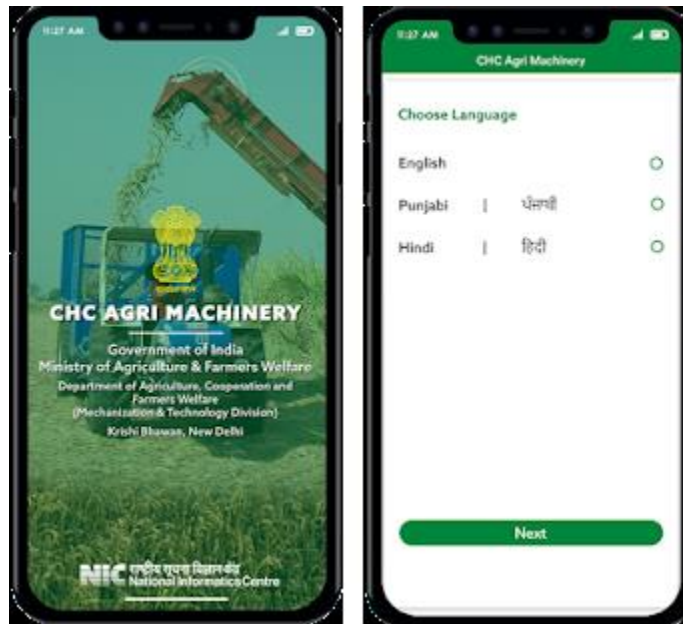 11:27 AM
CHC AGRI MACHINERY
Government of India
Ministry of Agriculture & Farmers Welfare
Department of Agriculture, Cooperation and
Farmers Welfare
(Mechanization & Technology Division)
Krishi Bhawan, New Delhi
NIC राष्ट्रीय सूचना विज्ञान केंद्र
National Informatics Centre
11:27 AM
CHC Agri Machinery
Choose Language
English
Punjabi | ਪੰਜਾਬੀ
Hindi | हिंदी
Next